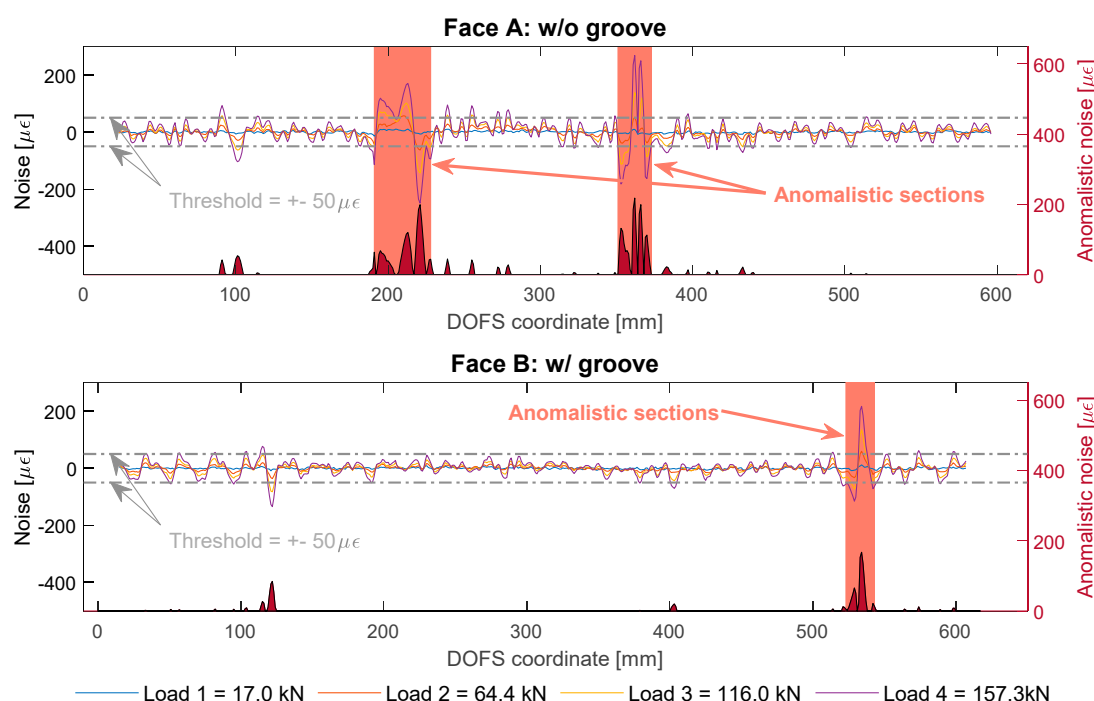 Face A: w/o groove
Noise [με]
200
0
-200
-400
Threshold = +- 50με
Anomalistic sections
600
400
200
0
Anomalistic noise [με]
0
100
200
300
400
500
600
DOFS coordinate [mm]
Face B: w/ groove
Noise [με]
200
0
-200
-400
Anomalistic sections
Threshold = +- 50με
600
400
200
0
Anomalistic noise [με]
0
100
200
300
400
500
600
DOFS coordinate [mm]
Load 1 = 17.0 kN
Load 2 = 64.4 kN
Load 3 = 116.0 kN
Load 4 = 157.3kN